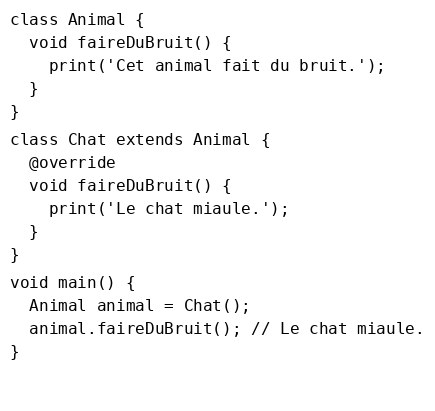 class Animal {
  void faireDuBruit() {
    print('Cet animal fait du bruit.');
  }
}
class Chat extends Animal {
  @override
  void faireDuBruit() {
    print('Le chat miaule.');
  }
}
void main() {
  Animal animal = Chat();
  animal.faireDuBruit(); // Le chat miaule.
}